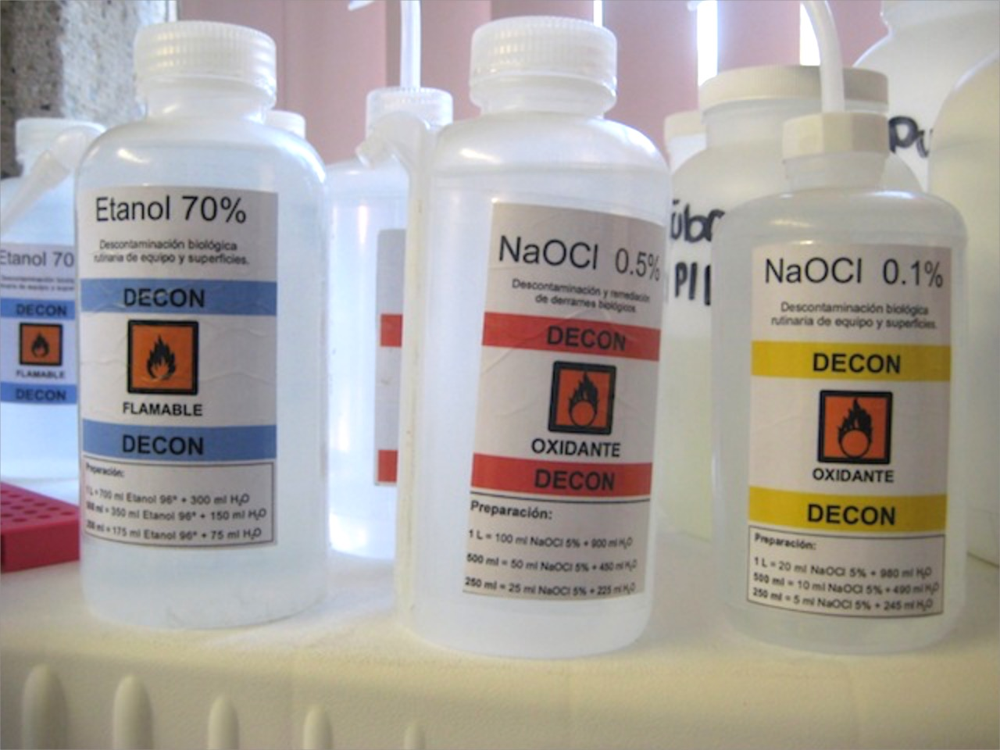 Etanol 70
DECON
FLAMABLE
DECON
Etanol 70%
Descontaminación biológica
rutinaria de equipo y superficies.
DECON
FLAMABLE
DECON
Preparación:
1 L = 700 ml Etanol 96° + 300 ml H₂O
500 ml = 350 ml Etanol 96° + 150 ml H₂O
250 ml = 175 ml Etanol 96° + 75 ml H₂O
NaOCl 0.5%
Descontaminación y remediación
de derrames biológicos
DECON
OXIDANTE
DECON
Preparación:
1 L = 100 ml NaOCl 5% + 900 ml H₂O
500 ml = 50 ml NaOCl 5% + 450 ml H₂O
250 ml = 25 ml NaOCl 5% + 225 ml H₂O
NaOCl 0.1%
Descontaminación biológica
rutinaria de equipo y superficies.
DECON
OXIDANTE
DECON
Preparación:
1 L = 20 ml NaOCl 5% + 980 ml H₂O
500 ml = 10 ml NaOCl 5% + 490 ml H₂O
250 ml = 5 ml NaOCl 5% + 245 ml H₂O